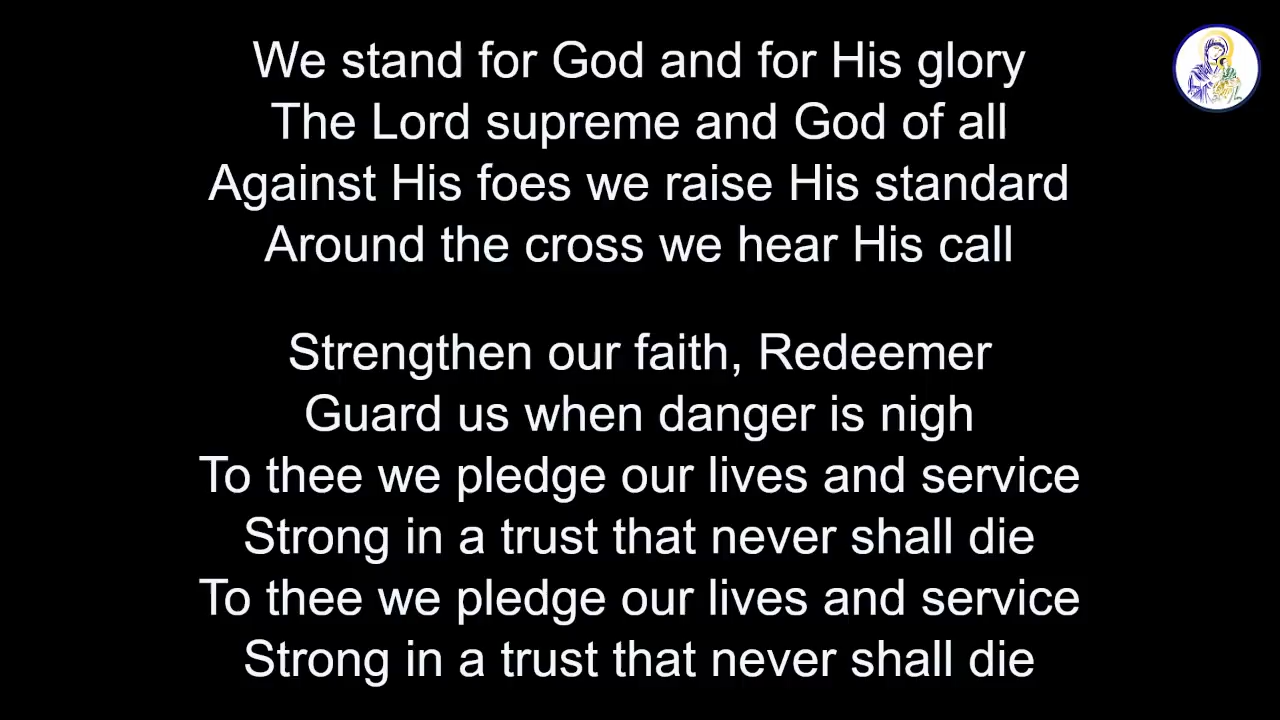 We stand for God and for His glory
The Lord supreme and God of all
Against His foes we raise His standard
Around the cross we hear His call
Strengthen our faith, Redeemer
Guard us when danger is nigh
To thee we pledge our lives and service
Strong in a trust that never shall die
To thee we pledge our lives and service
Strong in a trust that never shall die